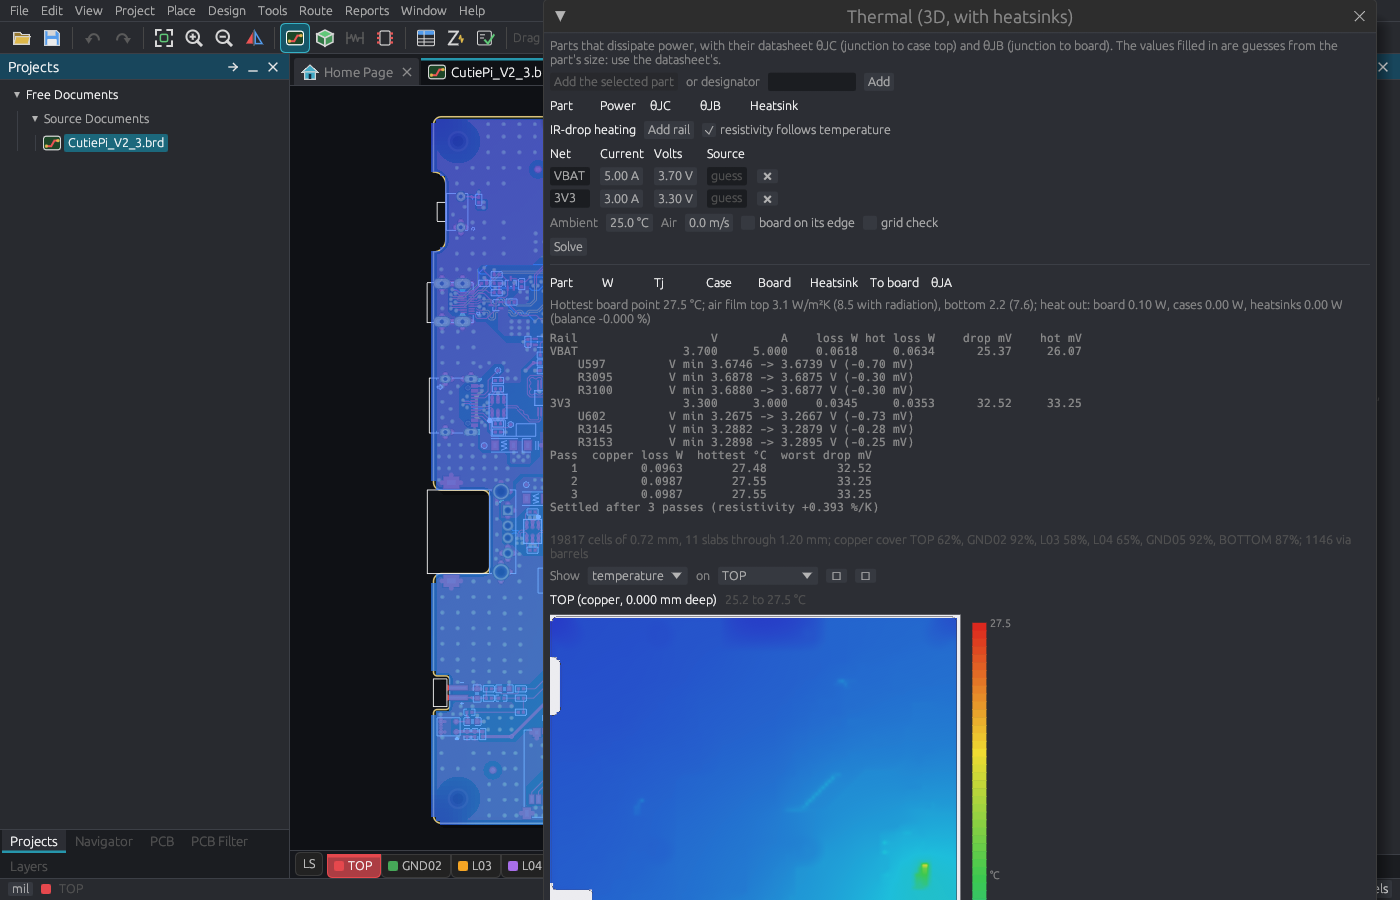 File Edit View Project Place Design Tools Route Reports Window Help
Thermal (3D, with heatsinks)
Drag
Projects
Free Documents
Source Documents
CutiePi_V2_3.brd
Home Page
CutiePi_V2_3.b
Parts that dissipate power, with their datasheet θJC (junction to case top) and θJB (junction to board). The values filled in are guesses from the
part's size: use the datasheet's.
Add the selected part or designator Add
Part Power θJC θJB Heatsink
IR-drop heating Add rail resistivity follows temperature
Net Current Volts Source
VBAT 5.00 A 3.70 V guess
3V3 3.00 A 3.30 V guess
Ambient 25.0 °C Air 0.0 m/s board on its edge grid check
Solve
Part W Tj Case Board Heatsink To board θJA
Hottest board point 27.5 °C; air film top 3.1 W/m²K (8.5 with radiation), bottom 2.2 (7.6); heat out: board 0.10 W, cases 0.00 W, heatsinks 0.00 W
(balance -0.000 %)
Rail V A loss W hot loss W drop mV hot mV
VBAT 3.700 5.000 0.0618 0.0634 25.37 26.07
U597 V min 3.6746 -> 3.6739 V (-0.70 mV)
R3095 V min 3.6878 -> 3.6875 V (-0.30 mV)
R3100 V min 3.6880 -> 3.6877 V (-0.30 mV)
3V3 3.300 3.000 0.0345 0.0353 32.52 33.25
U602 V min 3.2675 -> 3.2667 V (-0.73 mV)
R3145 V min 3.2882 -> 3.2879 V (-0.28 mV)
R3153 V min 3.2898 -> 3.2895 V (-0.25 mV)
Pass copper loss W hottest °C worst drop mV
1 0.0963 27.48 32.52
2 0.0987 27.55 33.25
3 0.0987 27.55 33.25
Settled after 3 passes (resistivity +0.393 %/K)
19817 cells of 0.72 mm, 11 slabs through 1.20 mm; copper cover TOP 62%, GND02 92%, L03 58%, L04 65%, GND05 92%, BOTTOM 87%; 1146 via
barrels
Show temperature on TOP
TOP (copper, 0.000 mm deep) 25.2 to 27.5 °C
27.5
°C
Projects Navigator PCB PCB Filter
Layers
LS TOP GND02 L03 L04
mil TOP
els